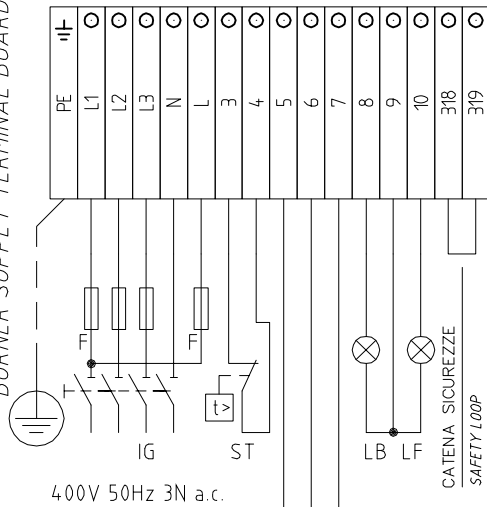 BURNER SUPPLY TERMINAL BOARD
PE L1 L2 L3 N L 3 4 5 6 7 8 9 10 318 319
F F
t>
IG ST LB LF
CATENA SICUREZZE
SAFETY LOOP
400V 50Hz 3N a.c.